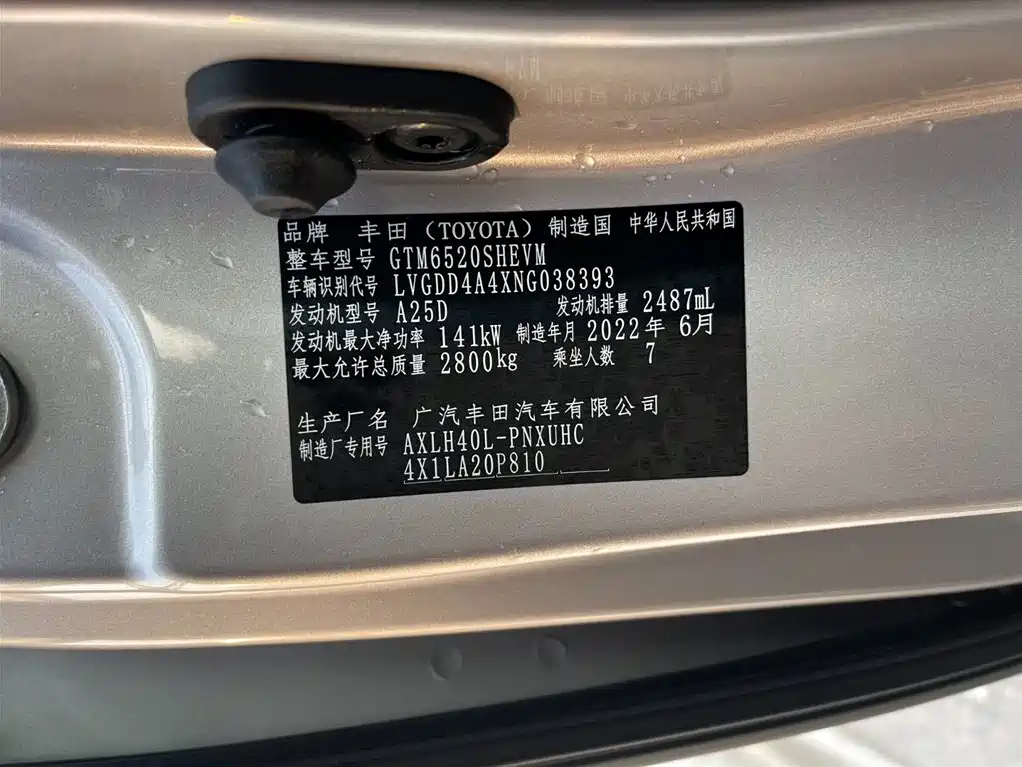 品牌 丰田（TOYOTA）制造国 中华人民共和国
整车型号 GTM6520SHEVM
车辆识别代号 LVGDD4A4XNG038393
发动机型号 A25D 发动机排量 2487mL
发动机最大净功率 141kW 制造年月 2022年 6月
最大允许总质量 2800kg 乘坐人数 7
生产厂名 广汽丰田汽车有限公司
制造厂专用号 AXLH40L-PNXUHC
4X1LA20P810